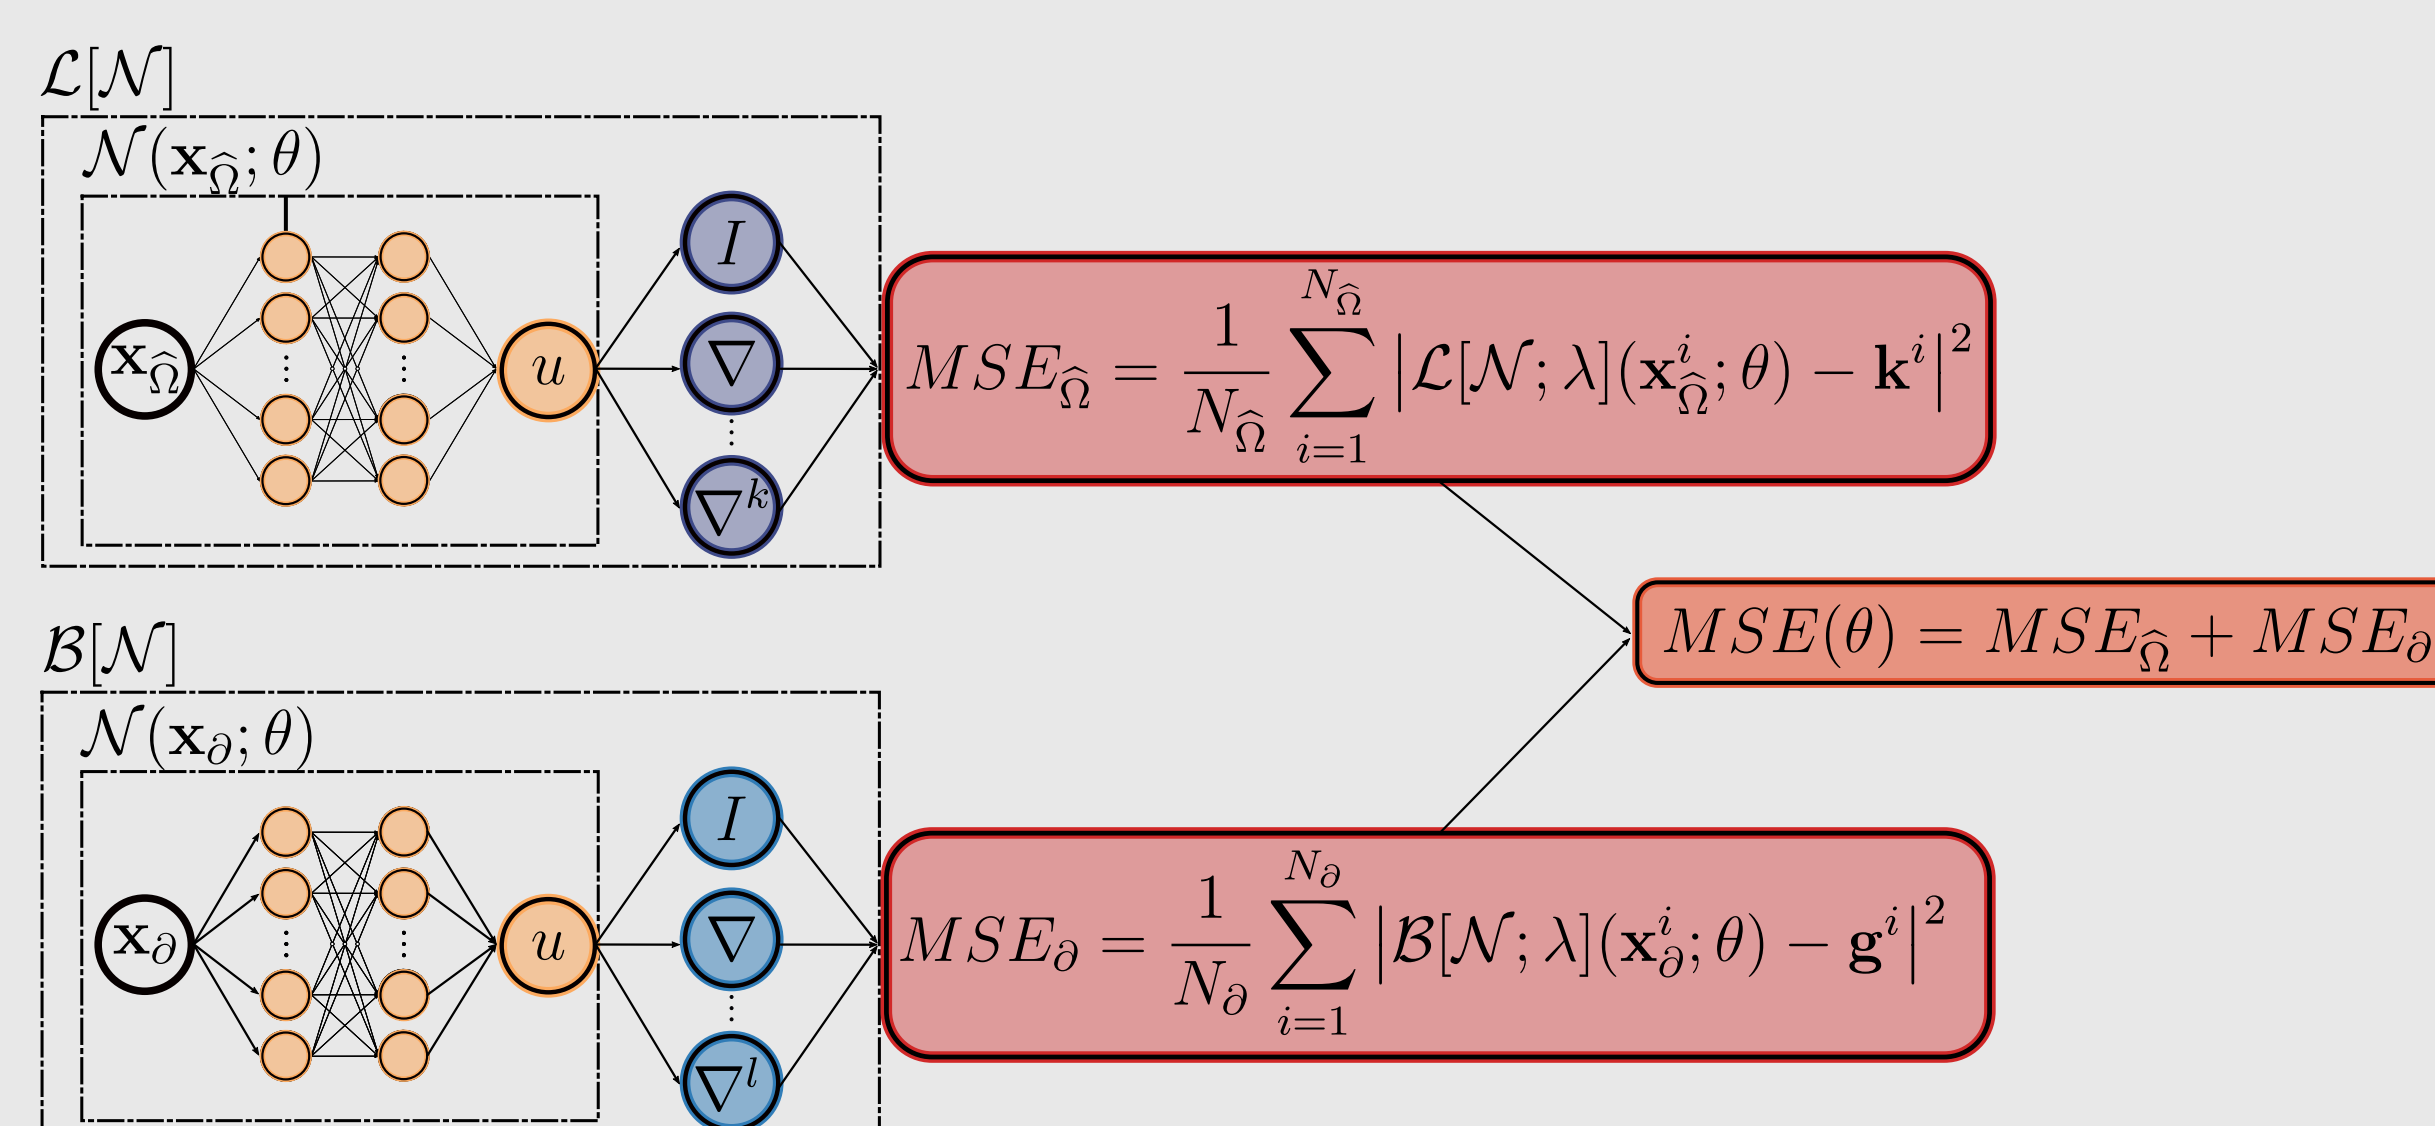 ℒ[𝒩]
𝒩(𝐱_Ω̂; θ)
𝐱_Ω̂
u
I
∇
∇^k
MSE_Ω̂ = 1/N_Ω̂ ∑_{i=1}^{N_Ω̂} |ℒ[𝒩; λ](𝐱^i_Ω̂; θ) − 𝐤^i|^2
MSE(θ) = MSE_Ω̂ + MSE_∂
ℬ[𝒩]
𝒩(𝐱_∂; θ)
𝐱_∂
u
I
∇
∇^l
MSE_∂ = 1/N_∂ ∑_{i=1}^{N_∂} |ℬ[𝒩; λ](𝐱^i_∂; θ) − 𝐠^i|^2